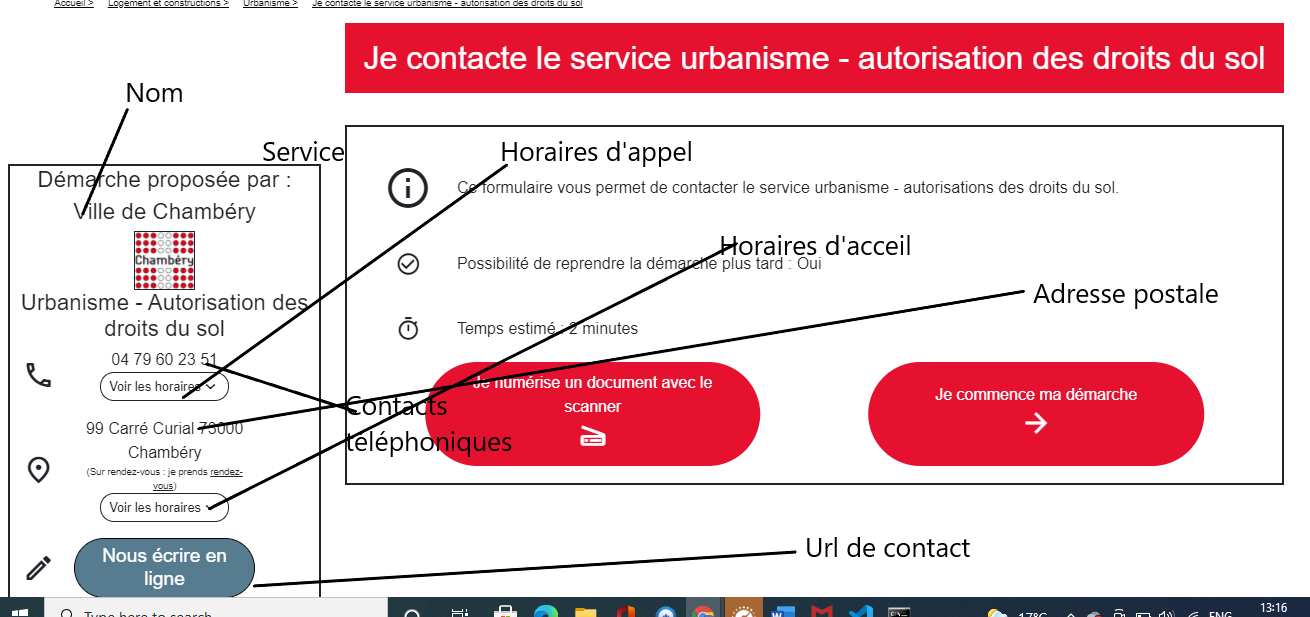 Accueil > Logement et constructions > Urbanisme > Je contacte le service urbanisme - autorisation des droits du sol
Je contacte le service urbanisme - autorisation des droits du sol
Nom
Service
Horaires d'appel
Démarche proposée par :
Ville de Chambéry
Chambéry
Urbanisme - Autorisation des
droits du sol
04 79 60 23 51
Voir les horaires
99 Carré Curial 73000
Chambéry
(Sur rendez-vous : je prends rendez-
vous)
Voir les horaires
Nous écrire en
ligne
Ce formulaire vous permet de contacter le service urbanisme - autorisations des droits du sol.
Horaires d'acceil
Possibilité de reprendre la démarche plus tard : Oui
Adresse postale
Temps estimé : 2 minutes
Je numérise un document avec le
scanner
Je commence ma démarche
Contacts
téléphoniques
Url de contact
Type here to search
17°C
ENG
13:16